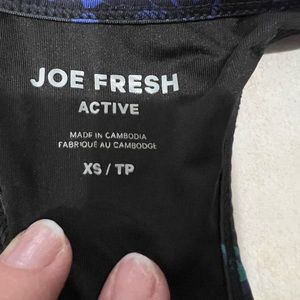 JOE FRESH
ACTIVE
MADE IN CAMBODIA
FABRIQUÉ AU CAMBODGE
XS / TP